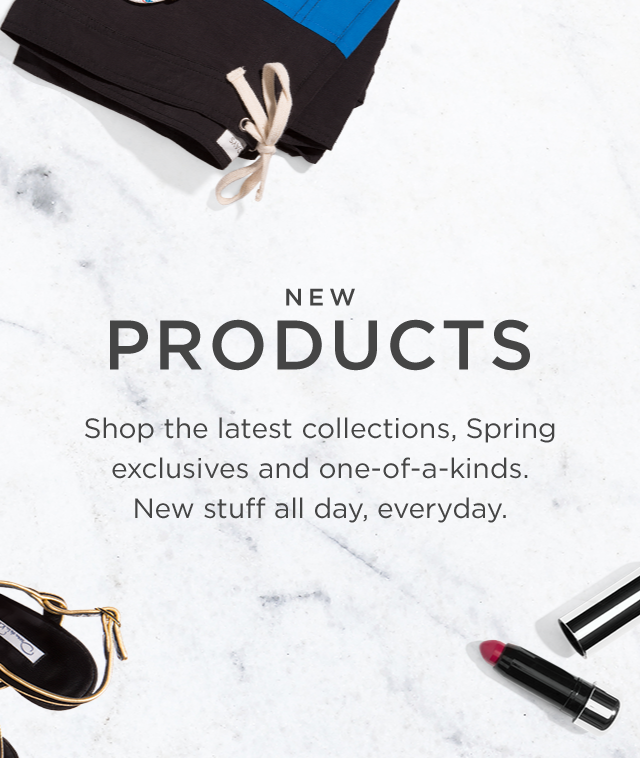 NEW
PRODUCTS
Shop the latest collections, Spring
exclusives and one-of-a-kinds.
New stuff all day, everyday.